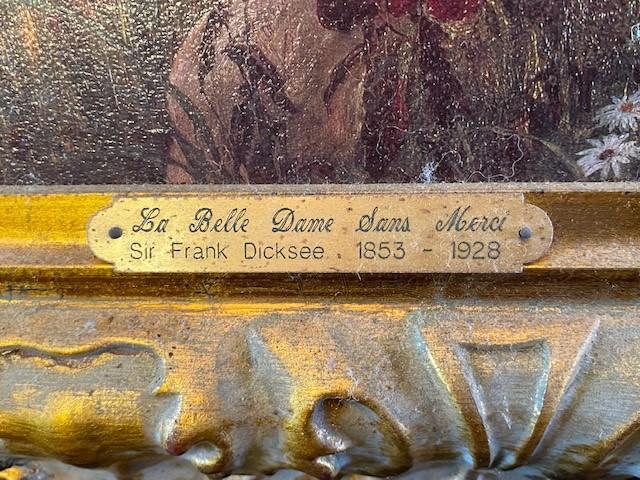 La Belle Dame Sans Merci
Sir Frank Dicksee . 1853 - 1928